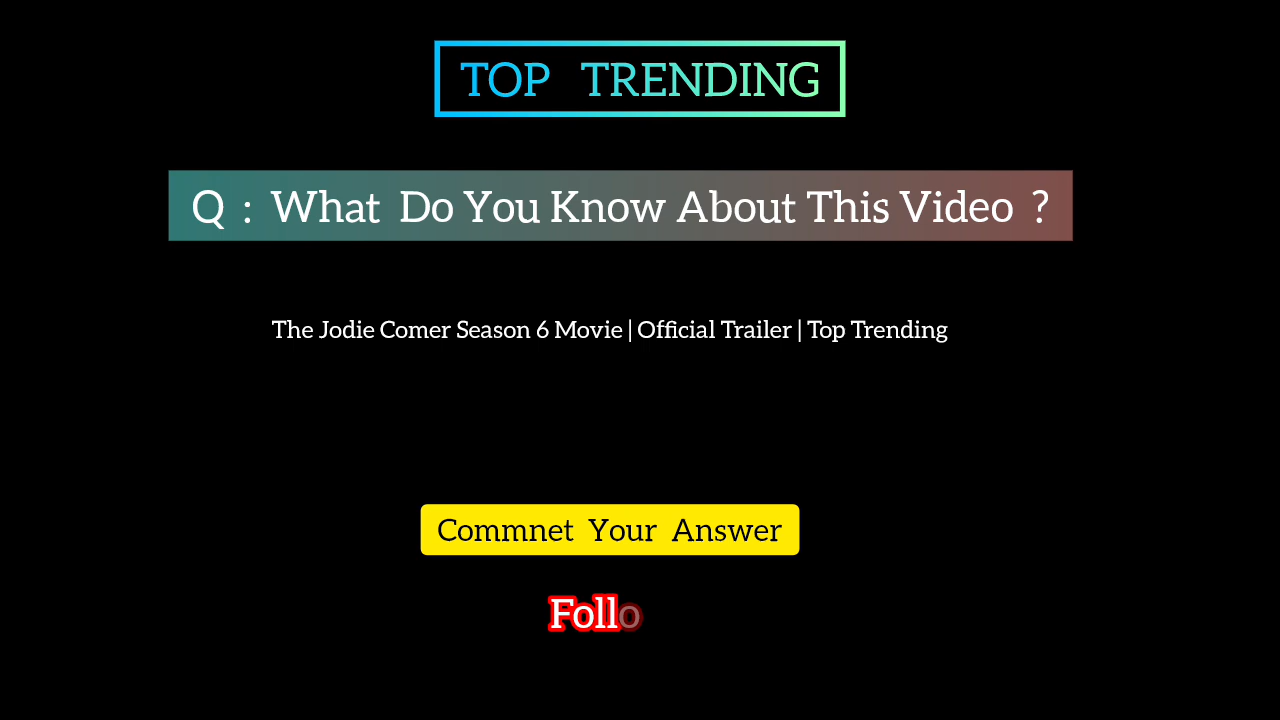 TOP TRENDING
Q : What Do You Know About This Video ?
The Jodie Comer Season 6 Movie | Official Trailer | Top Trending
Commnet Your Answer
Follo